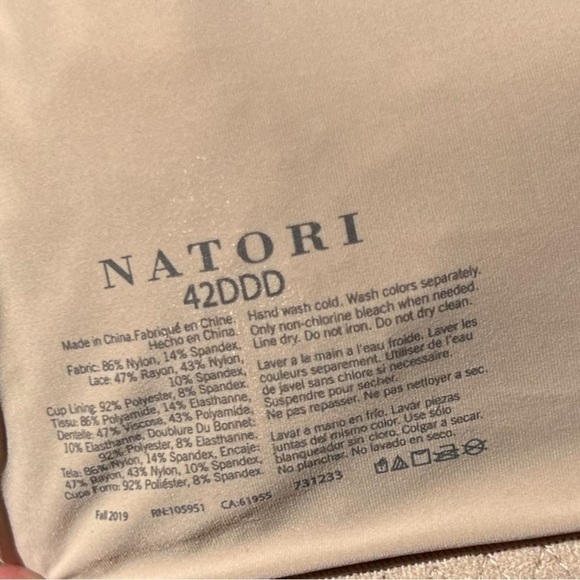 NATORI
42DDD
Made in China. Fabriqué en Chine.
Hecho en China.
Fabric: 86% Nylon, 14% Spandex,
Lace: 47% Rayon, 43% Nylon,
10% Spandex,
Cup Lining: 92% Polyester, 8% Spandex.
Tissu: 86% Polyamide, 14% Elasthanne,
Dentelle: 47% Viscose, 43% Polyamide,
10% Elasthanne, Doublure Du Bonnet:
92% Polyester, 8% Elasthanne.
Tela: 86% Nylon, 14% Spandex, Encaje:
47% Rayon, 43% Nylon, 10% Spandex,
Cupa Forro: 92% Poliéster, 8% Spandex.
Hand wash cold. Wash colors separately.
Only non-chlorine bleach when needed.
Line dry. Do not iron. Do not dry clean.
Laver a la main a l'eau froide. Laver les
couleurs separement. Utiliser de l'eau
de javel sans chlore si necessaire.
Suspendre pour secher.
Ne pas repasser. Ne pas nettoyer a sec.
Lavar a mano en frío. Lavar piezas
juntas del mismo color. Use sólo
blanqueador sin cloro. Colgar a secar.
No planchar. No lavado en seco.
Fall 2019 RN:105951 CA:61955 731233